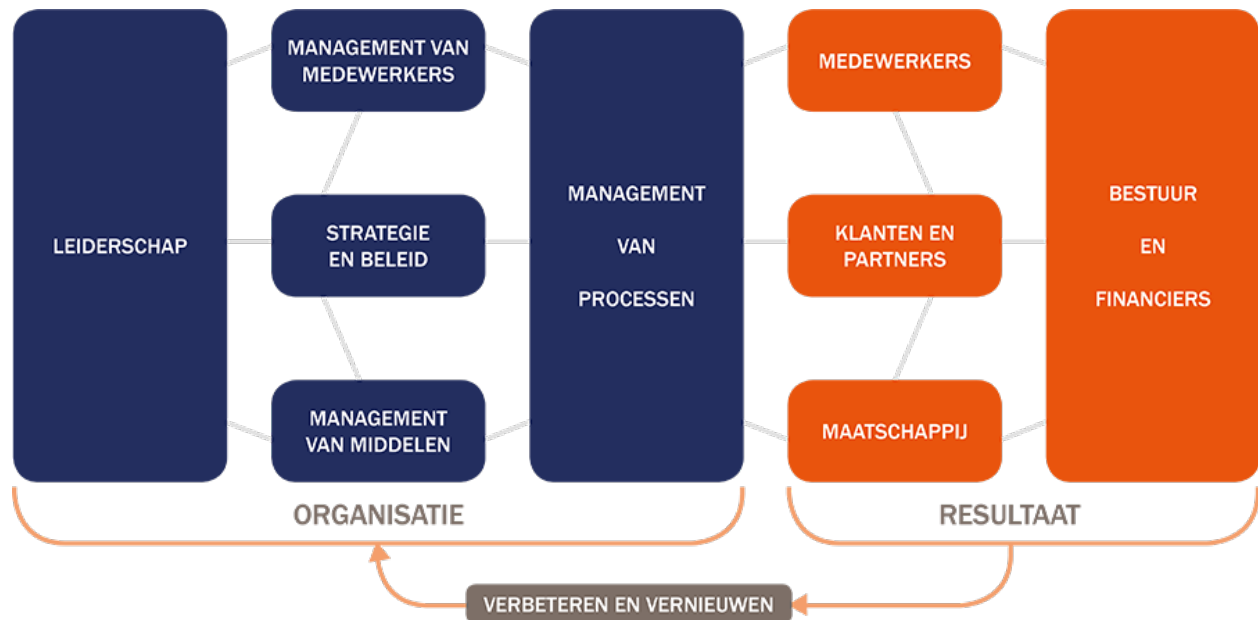 LEIDERSCHAP
MANAGEMENT VAN
MEDEWERKERS
STRATEGIE
EN BELEID
MANAGEMENT
VAN MIDDELEN
MANAGEMENT
VAN
PROCESSEN
MEDEWERKERS
KLANTEN EN
PARTNERS
MAATSCHAPPIJ
BESTUUR
EN
FINANCIERS
ORGANISATIE
RESULTAAT
VERBETEREN EN VERNIEUWEN